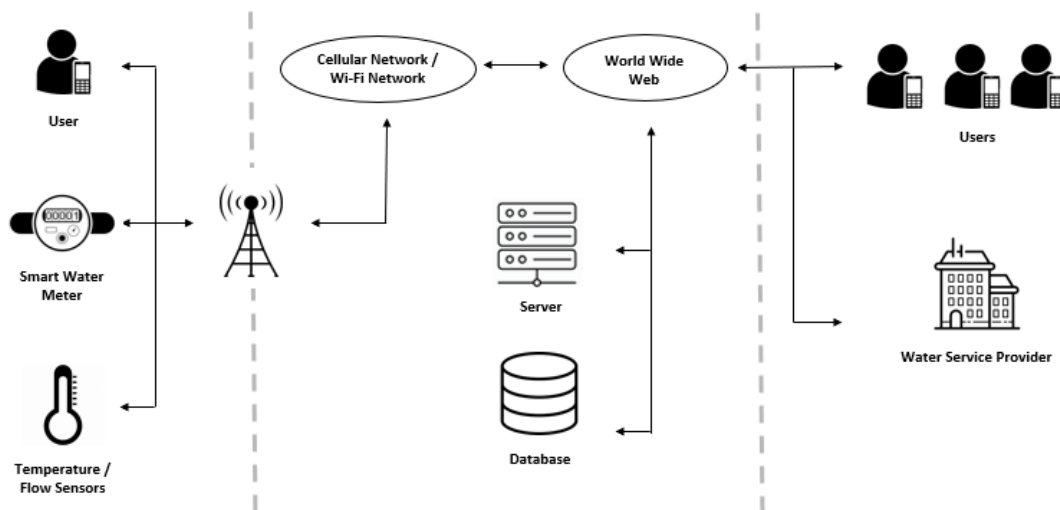 Cellular Network /
Wi-Fi Network
World Wide
Web
User
Users
00001
Smart Water
Meter
Server
Water Service Provider
Temperature /
Flow Sensors
Database